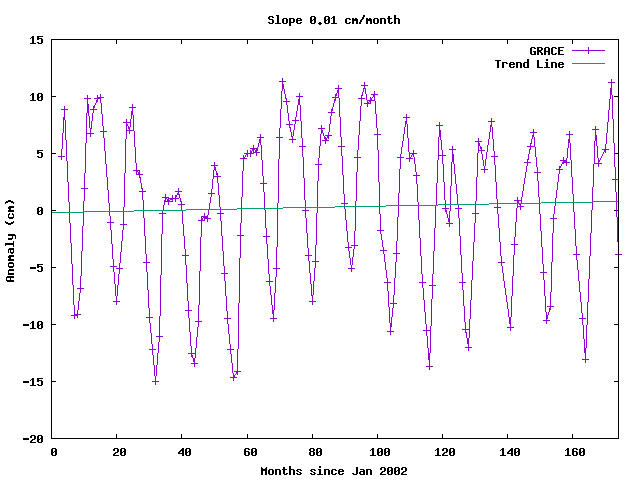 Slope 0.01 cm/month
15
10
5
0
-5
-10
-15
-20
Anomaly (cm)
GRACE
Trend Line
0 20 40 60 80 100 120 140 160
Months since Jan 2002